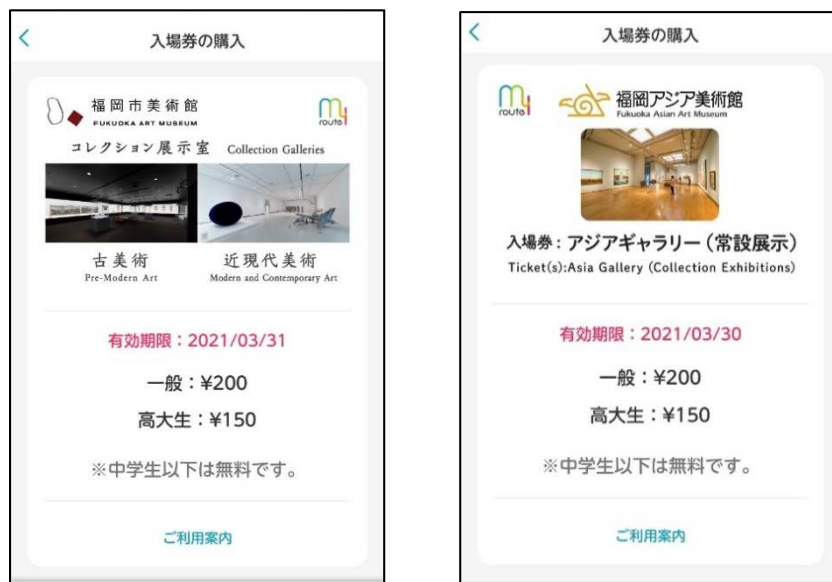 入場券の購入
福岡市美術館
FUKUOKA ART MUSEUM
my route
コレクション展示室 Collection Galleries
古美術
Pre-Modern Art
近現代美術
Modern and Contemporary Art
有効期限：2021/03/31
一般：¥200
高大生：¥150
※中学生以下は無料です。
ご利用案内
入場券の購入
my route
福岡アジア美術館
Fukuoka Asian Art Museum
入場券：アジアギャラリー（常設展示）
Ticket(s):Asia Gallery (Collection Exhibitions)
有効期限：2021/03/30
一般：¥200
高大生：¥150
※中学生以下は無料です。
ご利用案内